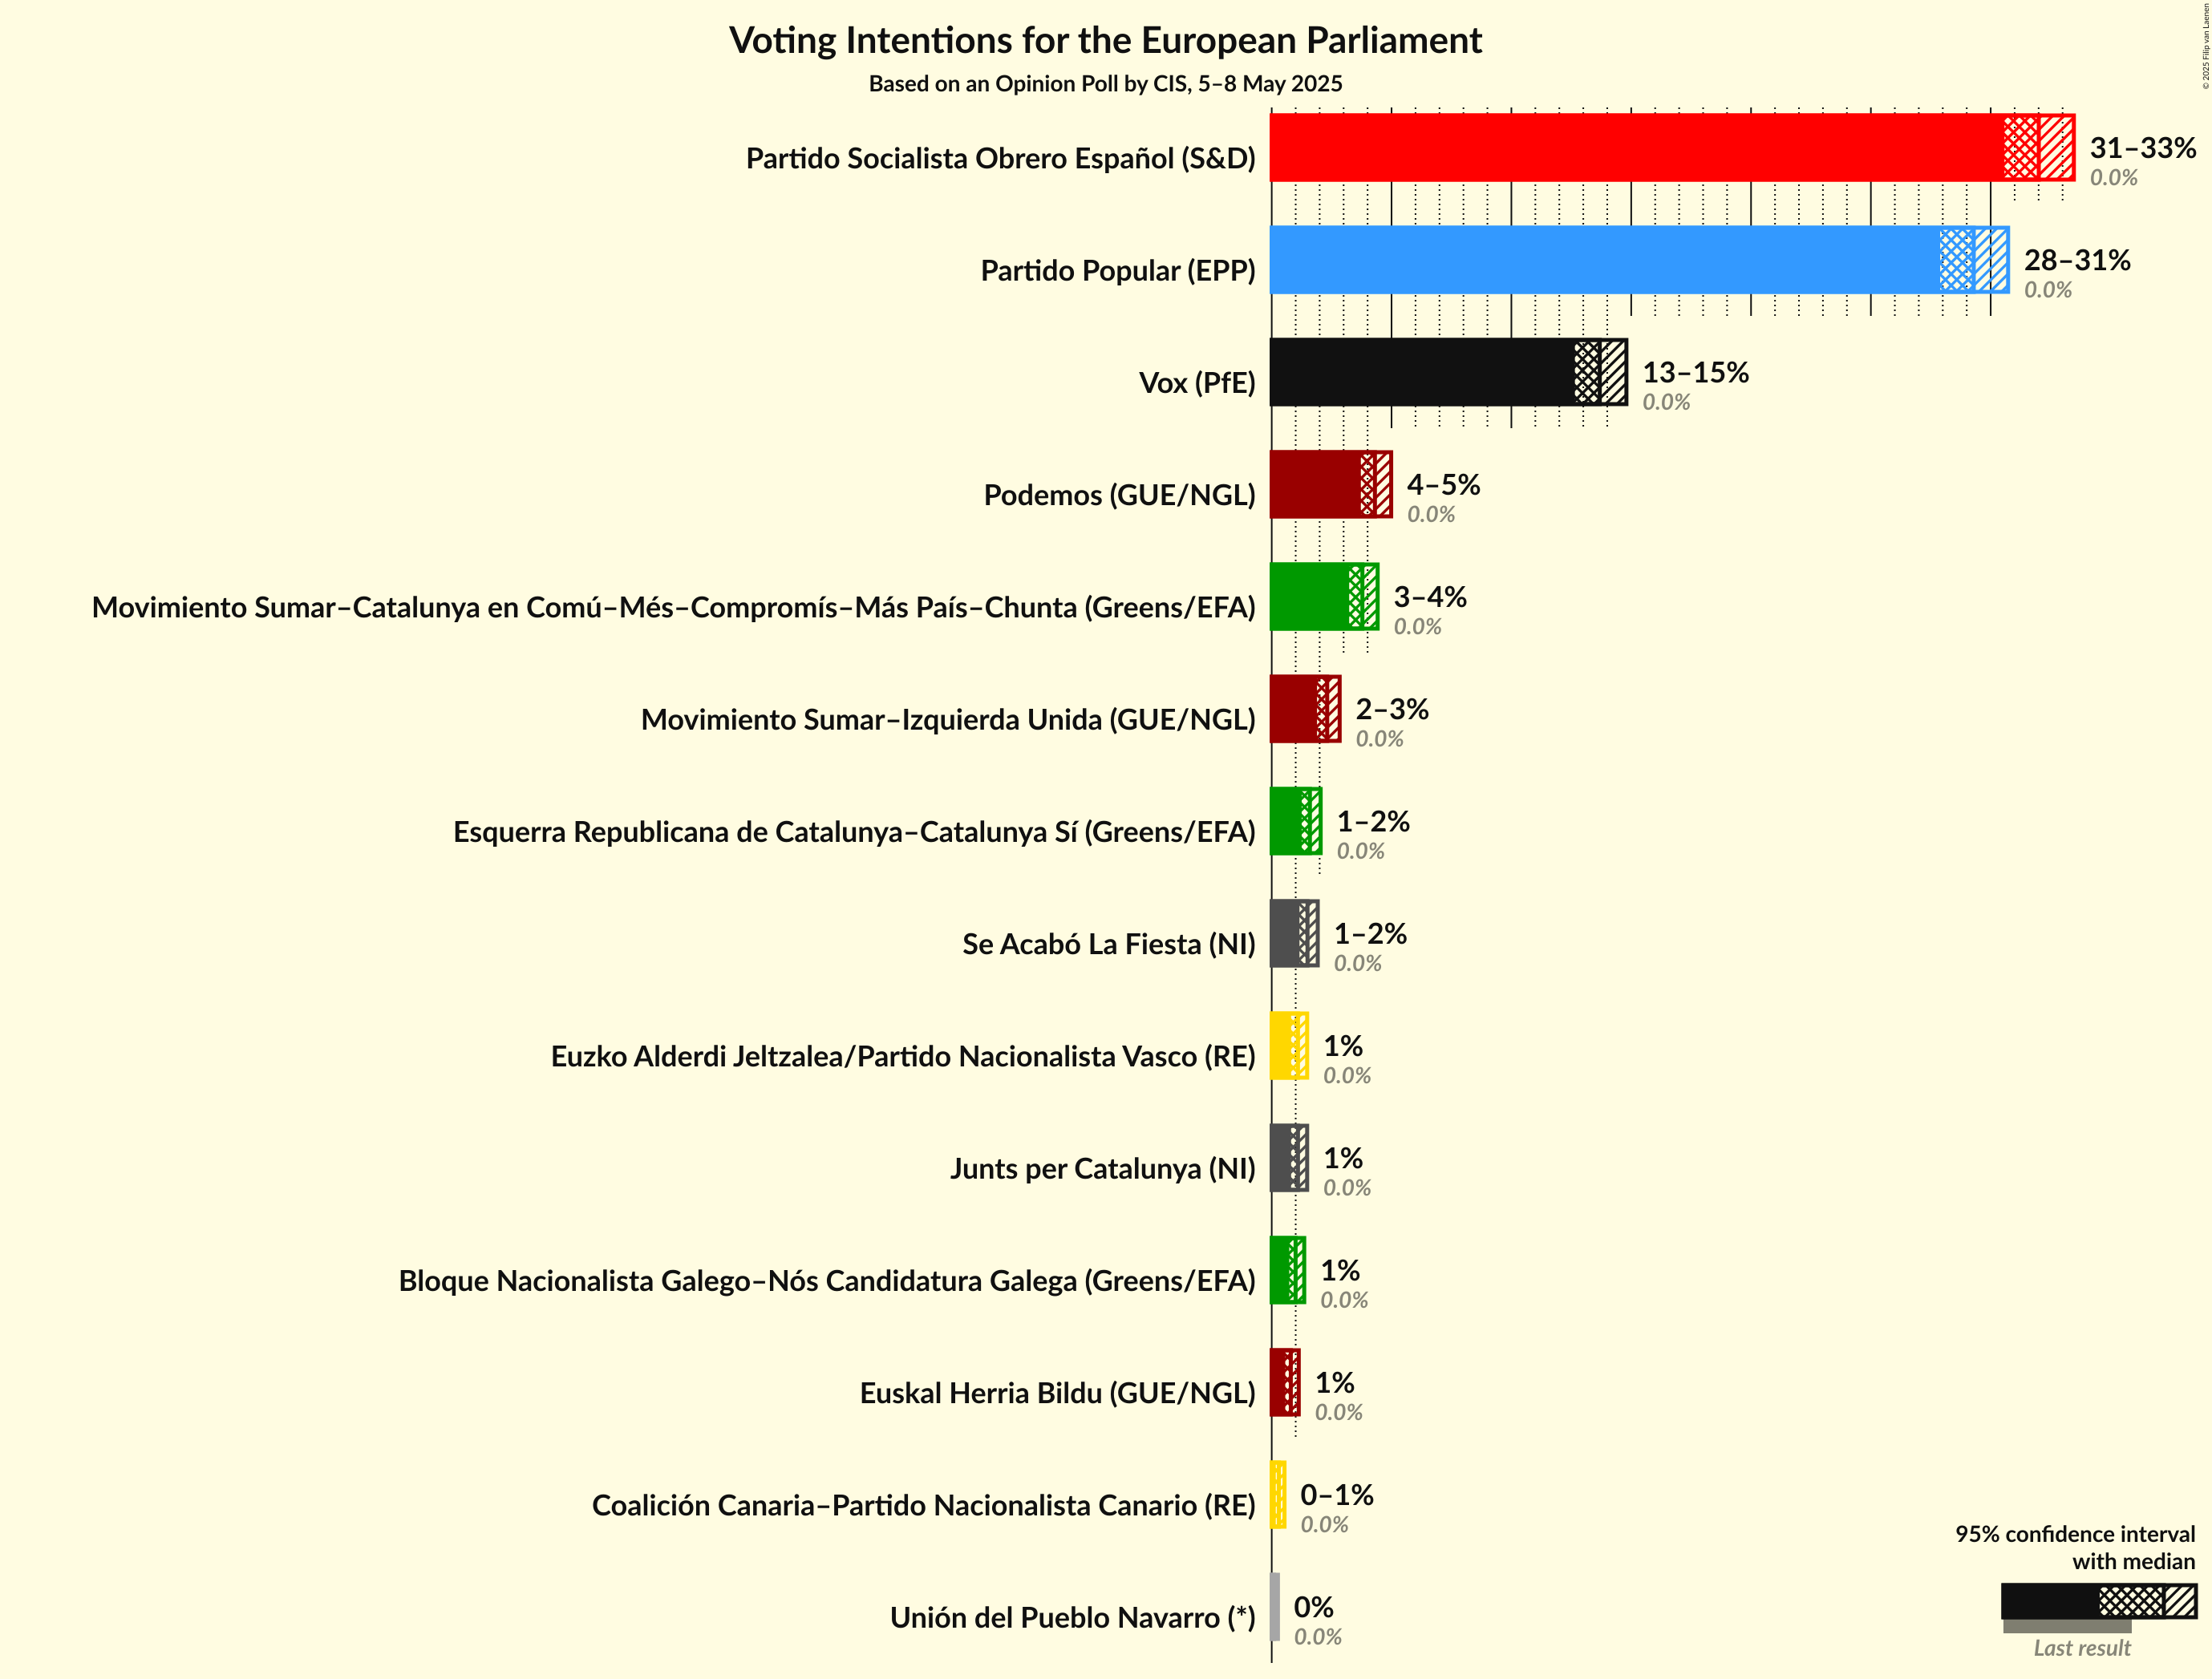 Voting Intentions for the European Parliament
Based on an Opinion Poll by CIS, 5–8 May 2025
© 2025 Filip van Laenen
Partido Socialista Obrero Español (S&D)
31–33%
0.0%
Partido Popular (EPP)
28–31%
0.0%
Vox (PfE)
13–15%
0.0%
Podemos (GUE/NGL)
4–5%
0.0%
Movimiento Sumar–Catalunya en Comú–Més–Compromís–Más País–Chunta (Greens/EFA)
3–4%
0.0%
Movimiento Sumar–Izquierda Unida (GUE/NGL)
2–3%
0.0%
Esquerra Republicana de Catalunya–Catalunya Sí (Greens/EFA)
1–2%
0.0%
Se Acabó La Fiesta (NI)
1–2%
0.0%
Euzko Alderdi Jeltzalea/Partido Nacionalista Vasco (RE)
1%
0.0%
Junts per Catalunya (NI)
1%
0.0%
Bloque Nacionalista Galego–Nós Candidatura Galega (Greens/EFA)
1%
0.0%
Euskal Herria Bildu (GUE/NGL)
1%
0.0%
Coalición Canaria–Partido Nacionalista Canario (RE)
0–1%
0.0%
Unión del Pueblo Navarro (*)
0%
0.0%
95% confidence interval
with median
Last result